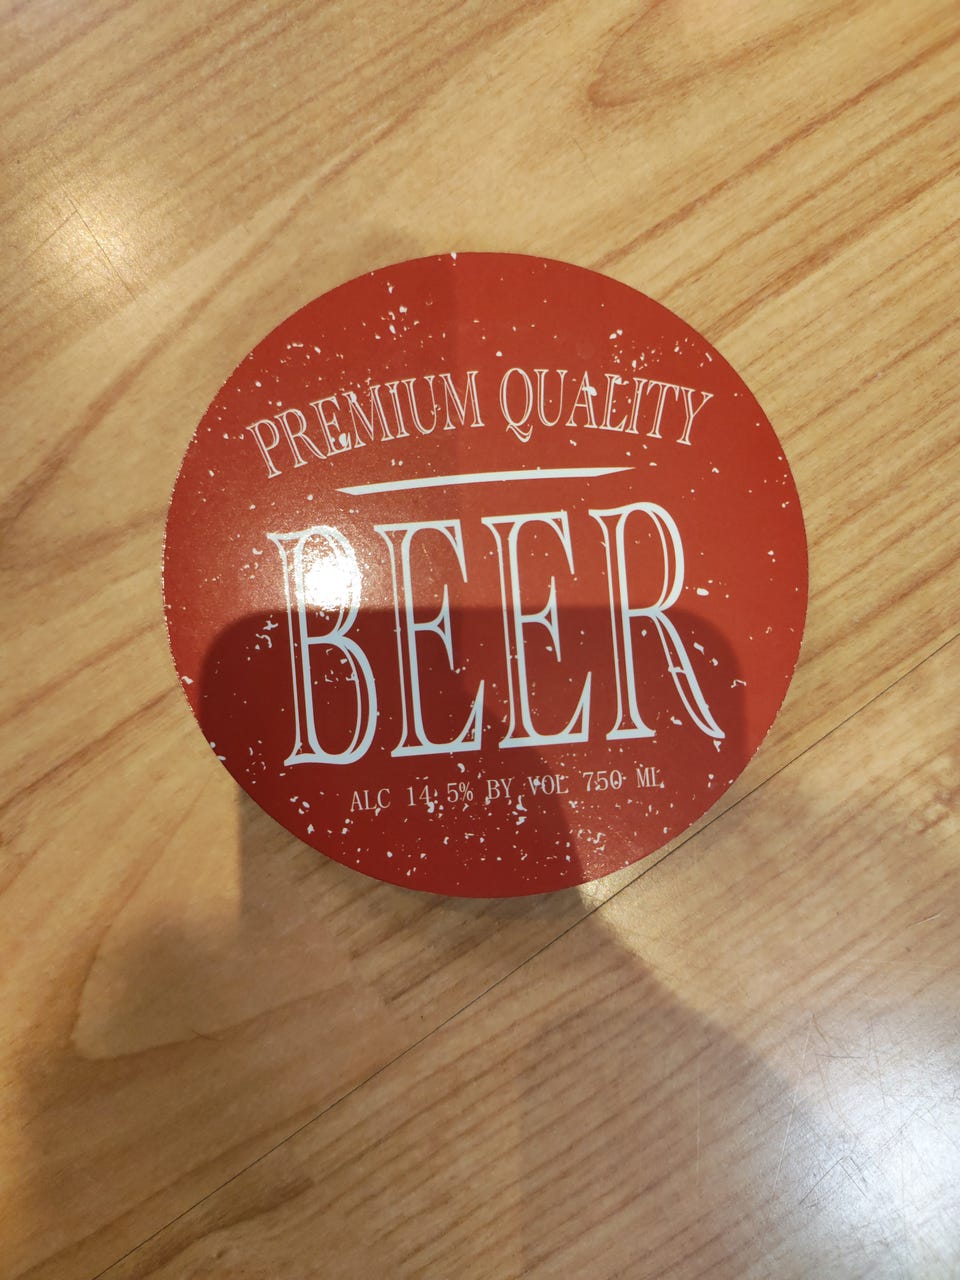 PREMIUM QUALITY
BEER
ALC 14.5% BY VOL 750 ML